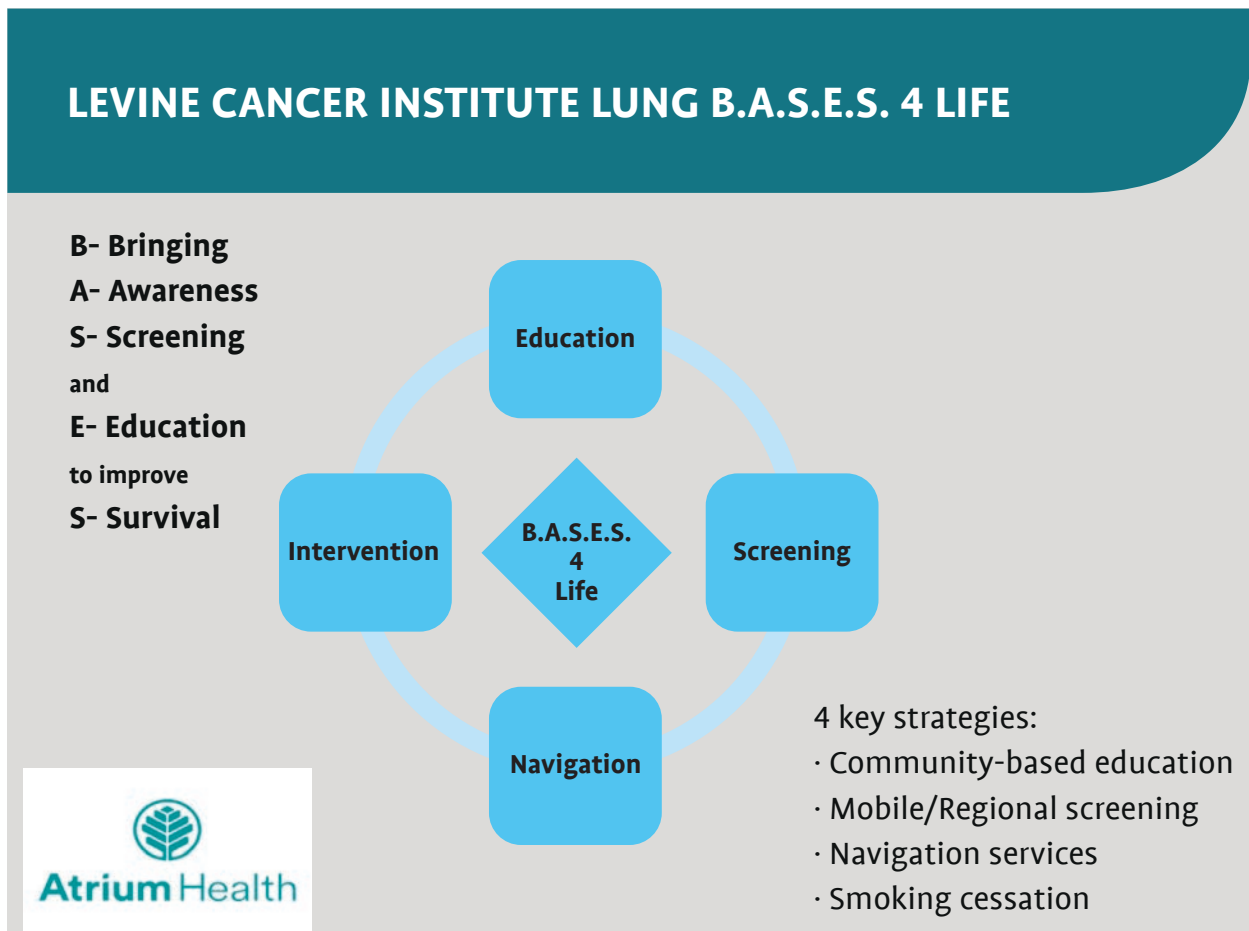 LEVINE CANCER INSTITUTE LUNG B.A.S.E.S. 4 LIFE
B- Bringing
A- Awareness
S- Screening
and
E- Education
to improve
S- Survival
Education
Intervention
B.A.S.E.S.
4
Life
Screening
Navigation
4 key strategies:
· Community-based education
· Mobile/Regional screening
· Navigation services
· Smoking cessation
Atrium Health